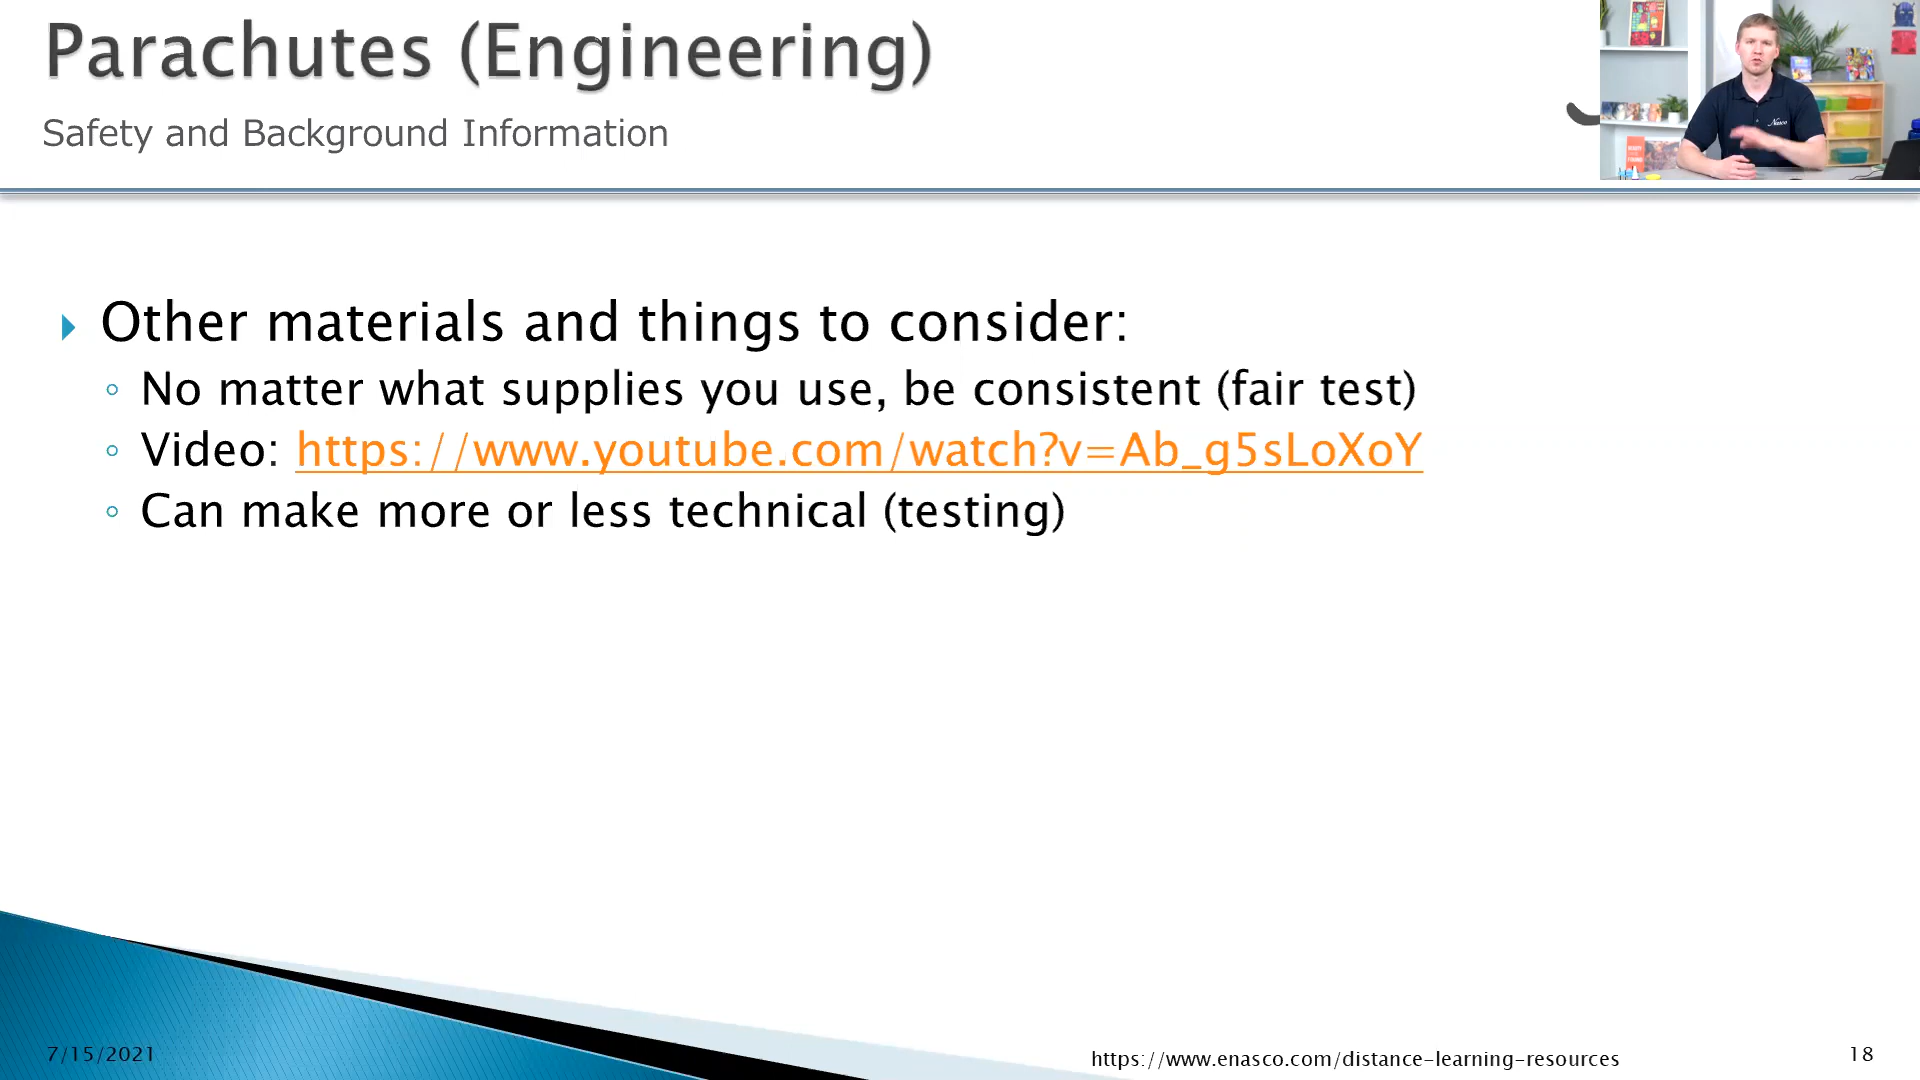 Parachutes (Engineering)
Safety and Background Information
Other materials and things to consider:
No matter what supplies you use, be consistent (fair test)
Video: https://www.youtube.com/watch?v=Ab_g5sLoXoY
Can make more or less technical (testing)
7/15/2021
https://www.enasco.com/distance-learning-resources
18
Nasco